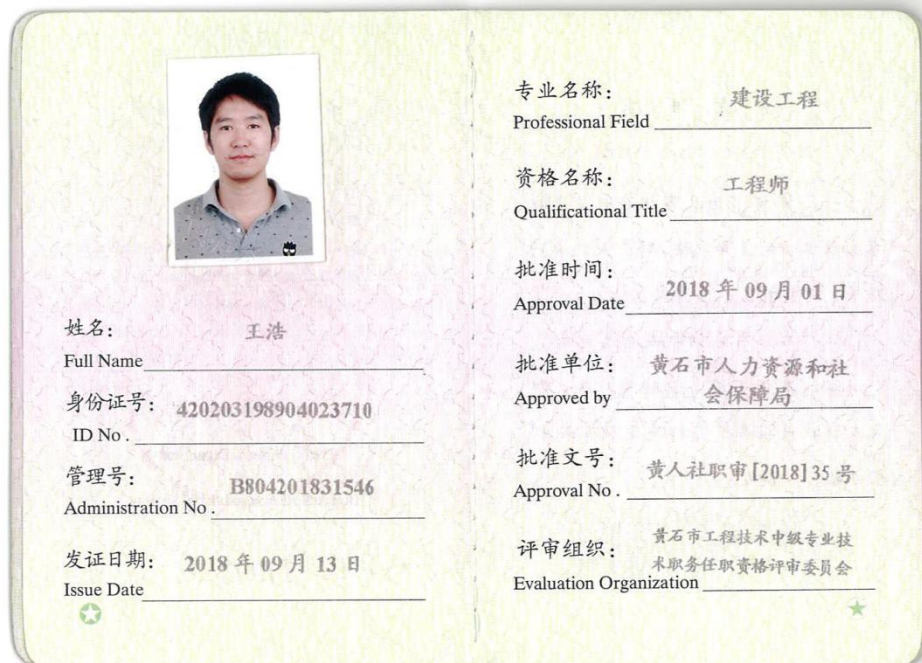 姓名： 王浩
Full Name
身份证号： 420203198904023710
ID No .
管理号： B804201831546
Administration No .
发证日期： 2018 年 09 月 13 日
Issue Date
专业名称： 建设工程
Professional Field
资格名称： 工程师
Qualificational Title
批准时间： 2018 年 09 月 01 日
Approval Date
批准单位： 黄石市人力资源和社
会保障局
Approved by
批准文号： 黄人社职审 [2018] 35 号
Approval No .
评审组织： 黄石市工程技术中级专业技
术职务任职资格评审委员会
Evaluation Organization